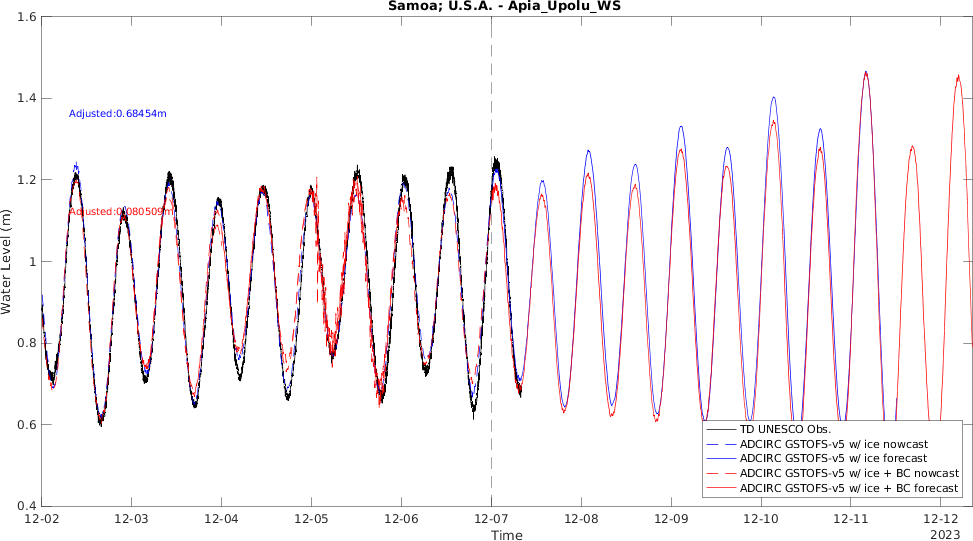 Samoa; U.S.A. - Apia_Upolu_WS
1.6
1.4
1.2
1
0.8
0.6
0.4
Water Level (m)
Adjusted:0.68454m
Adjusted:0.080509m
TD UNESCO Obs.
ADCIRC GSTOFS-v5 w/ ice nowcast
ADCIRC GSTOFS-v5 w/ ice forecast
ADCIRC GSTOFS-v5 w/ ice + BC nowcast
ADCIRC GSTOFS-v5 w/ ice + BC forecast
12-02 12-03 12-04 12-05 12-06 12-07 12-08 12-09 12-10 12-11 12-12
Time
2023